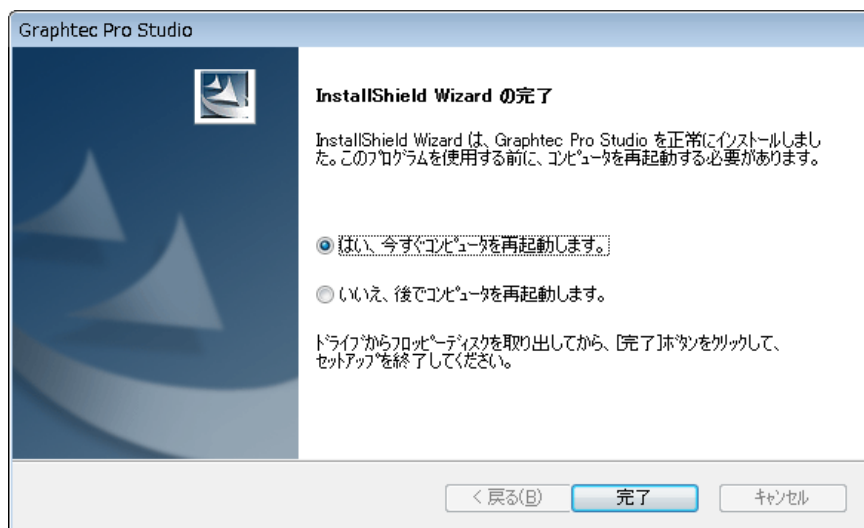 Graphtec Pro Studio
InstallShield Wizard の完了
InstallShield Wizard は、Graphtec Pro Studio を正常にインストールしまし
た。このプログラムを使用する前に、コンピュータを再起動する必要があります。
はい、今すぐコンピュータを再起動します。
いいえ、後でコンピュータを再起動します。
ドライブからフロッピーディスクを取り出してから、[完了]ボタンをクリックして、
セットアップを終了してください。
< 戻る(B)
完了
キャンセル